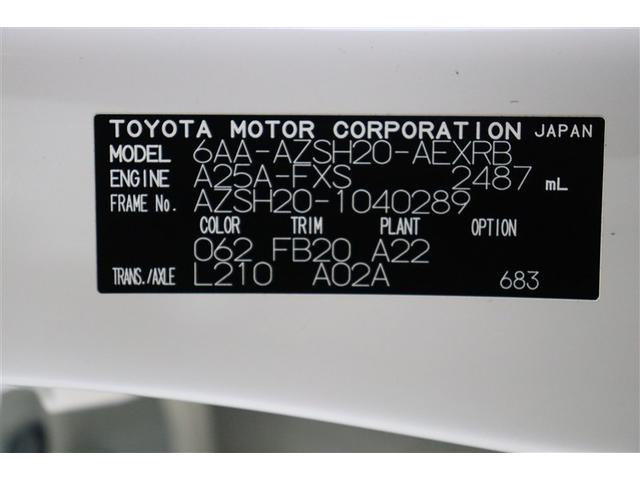 TOYOTA MOTOR CORPORATION JAPAN
MODEL 6AA-AZSH20-AEXRB
ENGINE A25A-FXS 2487 mL
FRAME No. AZSH20-1040289
COLOR TRIM PLANT OPTION
062 FB20 A22
TRANS./AXLE L210 A02A 683